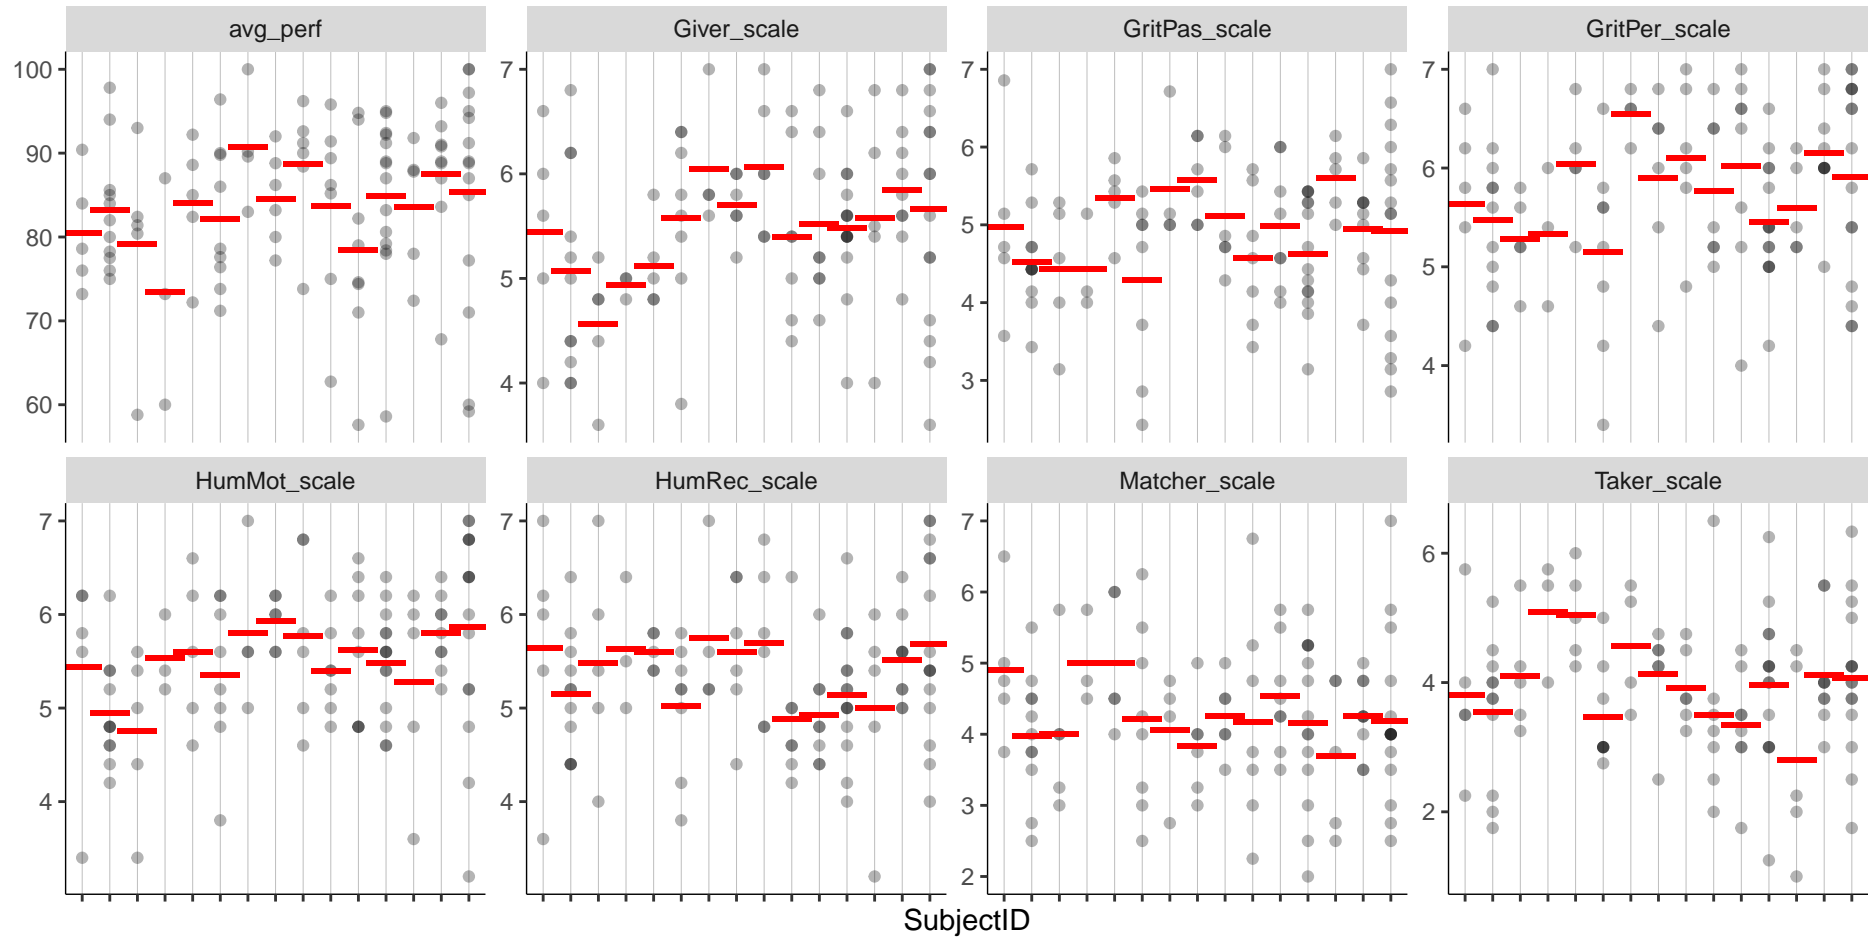 avg_perf Giver_scale GritPas_scale GritPer_scale
100 7 7 7
90 6 6 6
80 5 5 5
70 4 4 4
60 3
HumMot_scale HumRec_scale Matcher_scale Taker_scale
7 7 7 6
6 6 6 4
5 5 5 2
4 4 4
3
2
SubjectID